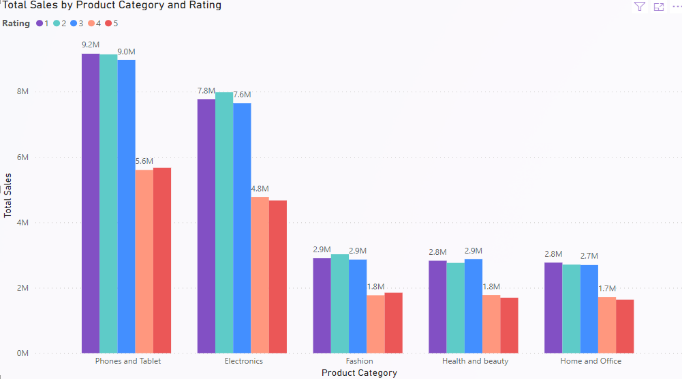 Total Sales by Product Category and Rating
Rating 1 2 3 4 5
9.2M 9.0M 5.6M
7.8M 7.6M 4.8M
2.9M 2.9M 1.8M
2.8M 2.9M 1.8M
2.8M 2.7M 1.7M
8M
6M
4M
2M
0M
Total Sales
Phones and Tablet Electronics Fashion Health and beauty Home and Office
Product Category